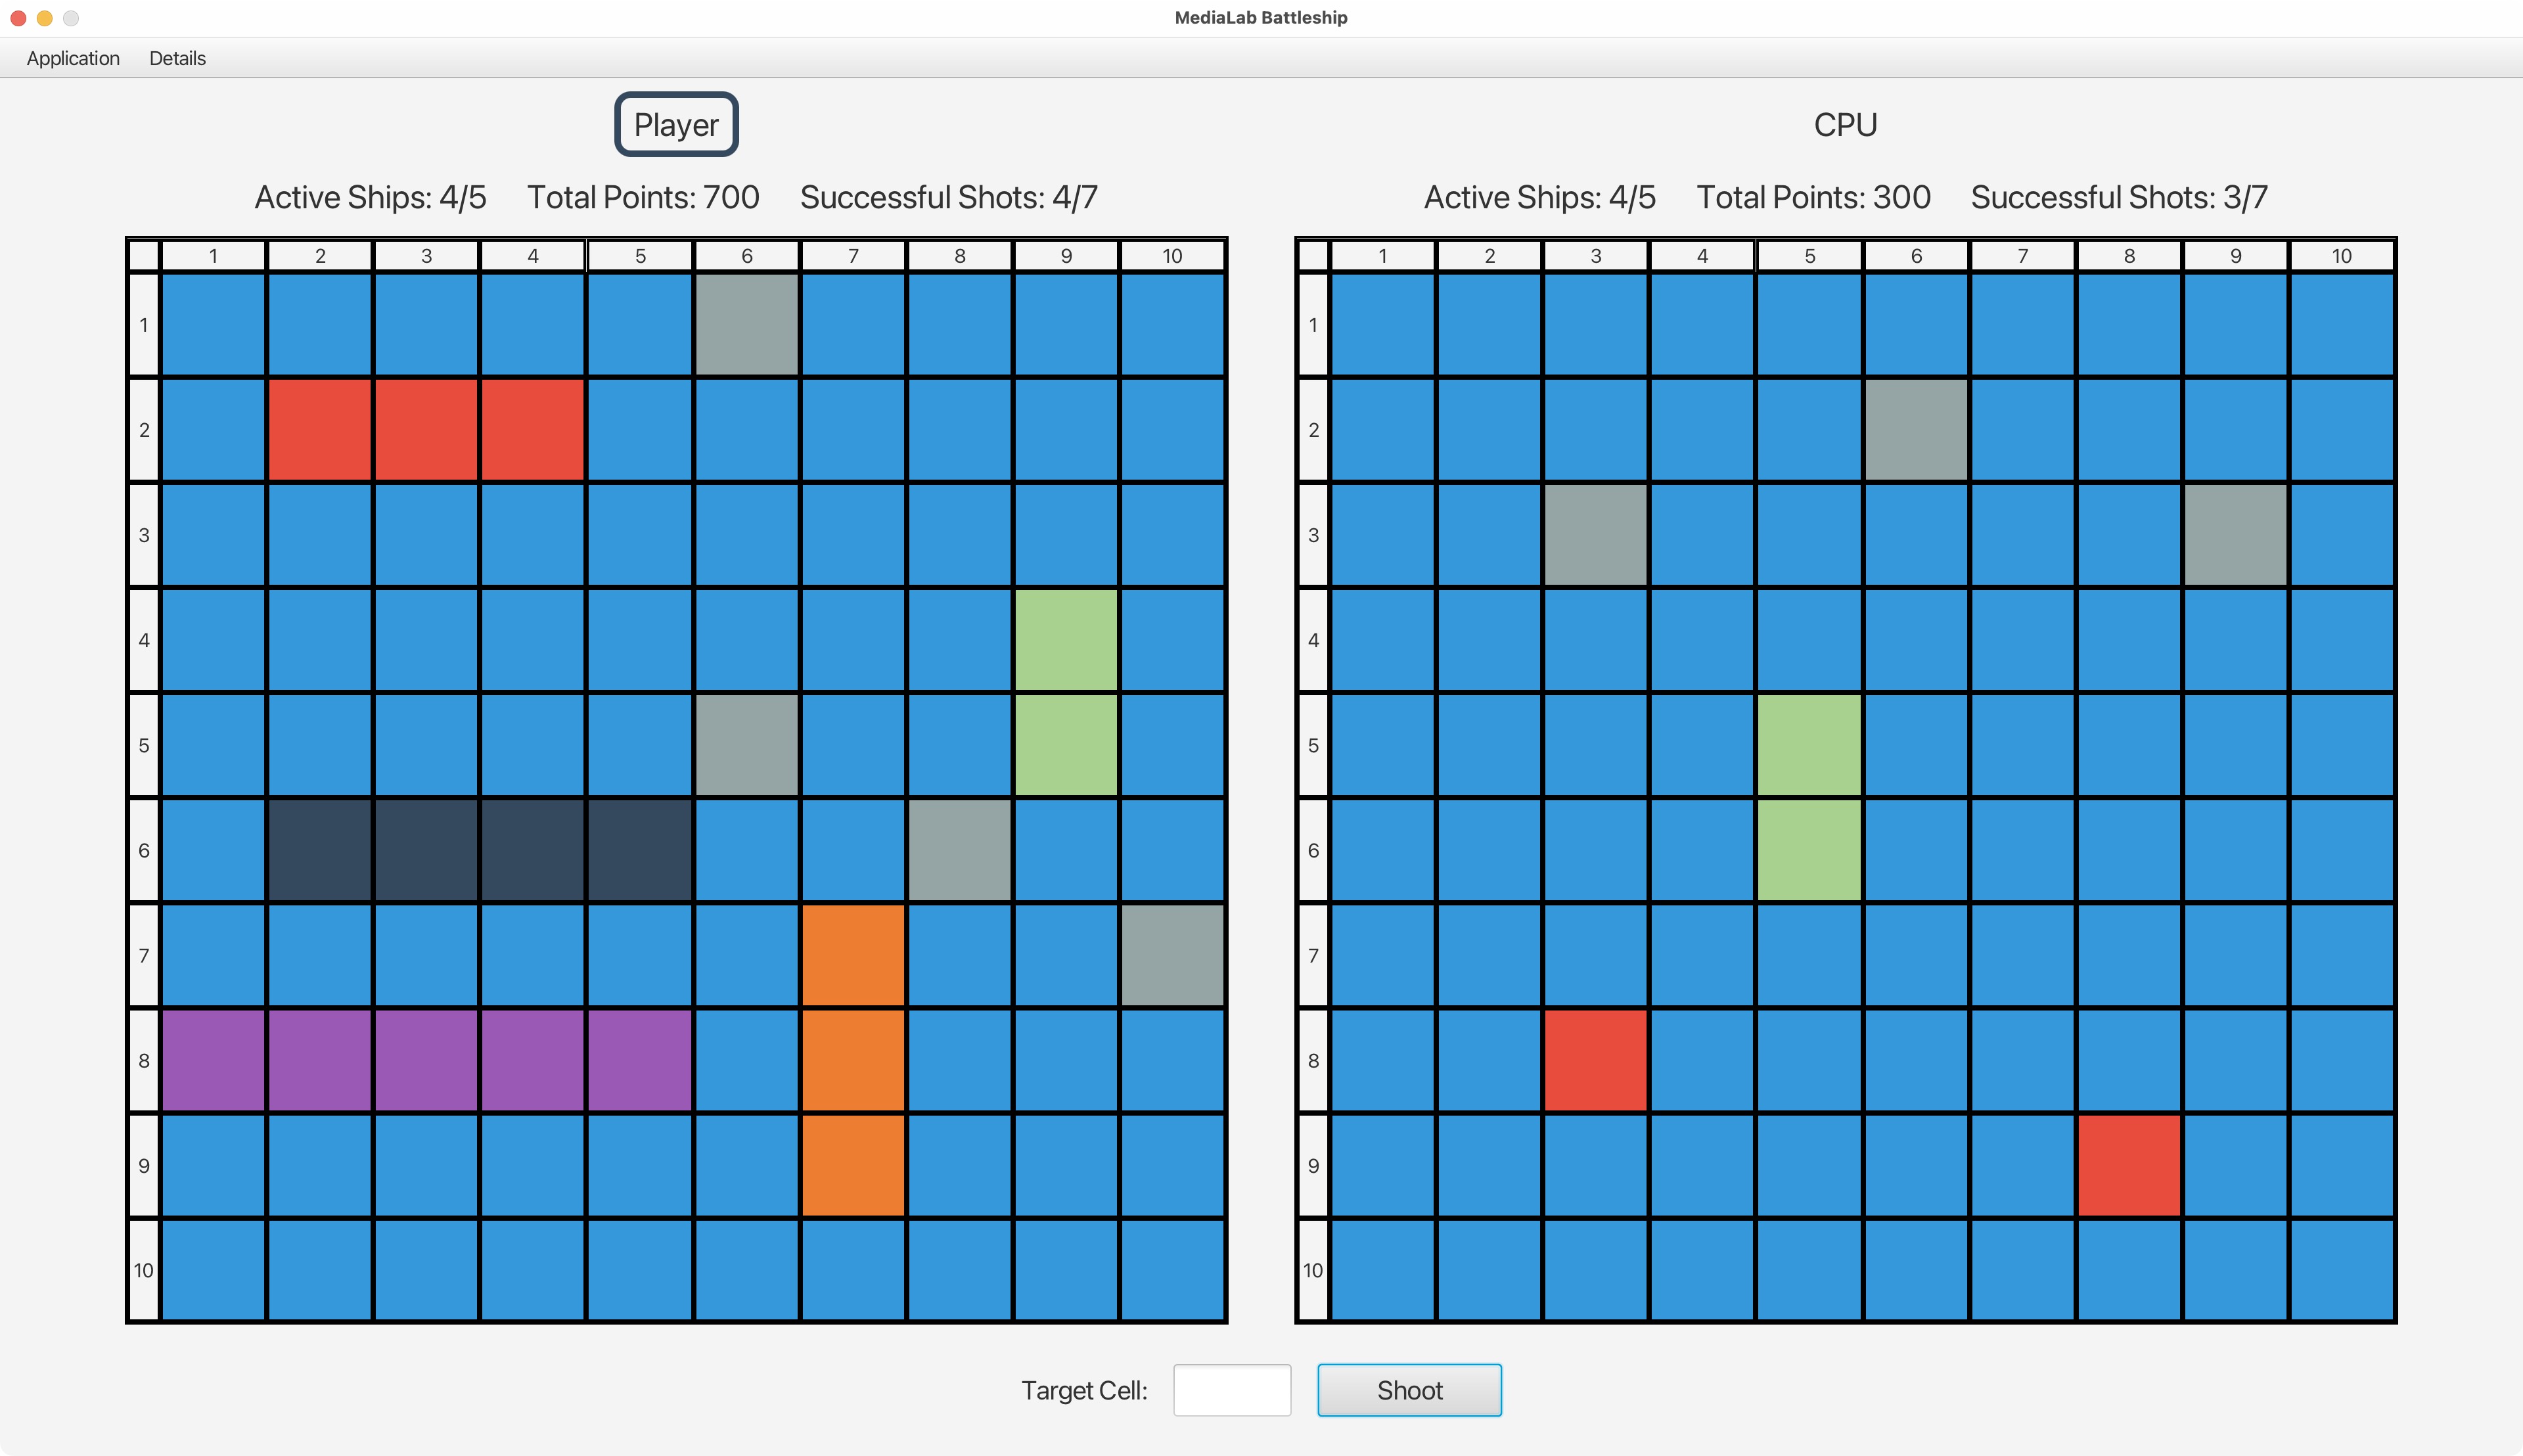 MediaLab Battleship
Application Details
Player
Active Ships: 4/5 Total Points: 700 Successful Shots: 4/7
1 2 3 4 5 6 7 8 9 10
1
2
3
4
5
6
7
8
9
10
CPU
Active Ships: 4/5 Total Points: 300 Successful Shots: 3/7
1 2 3 4 5 6 7 8 9 10
1
2
3
4
5
6
7
8
9
10
Target Cell: Shoot